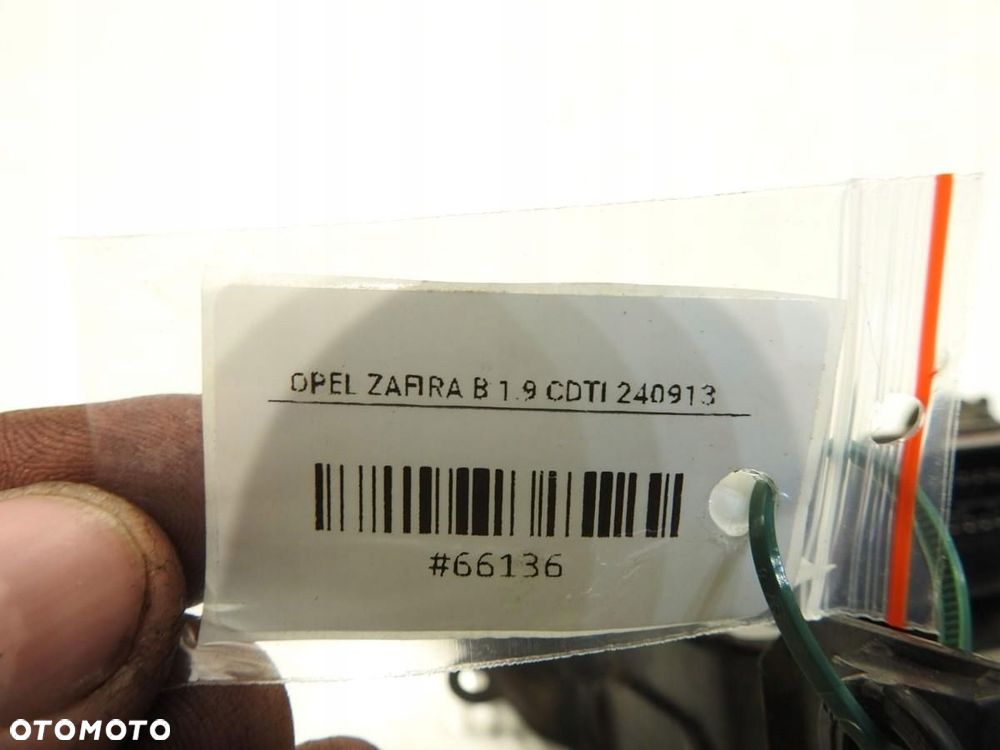 OPEL ZAFIRA B 1.9 CDTI 240913
#66136
OTOMOTO